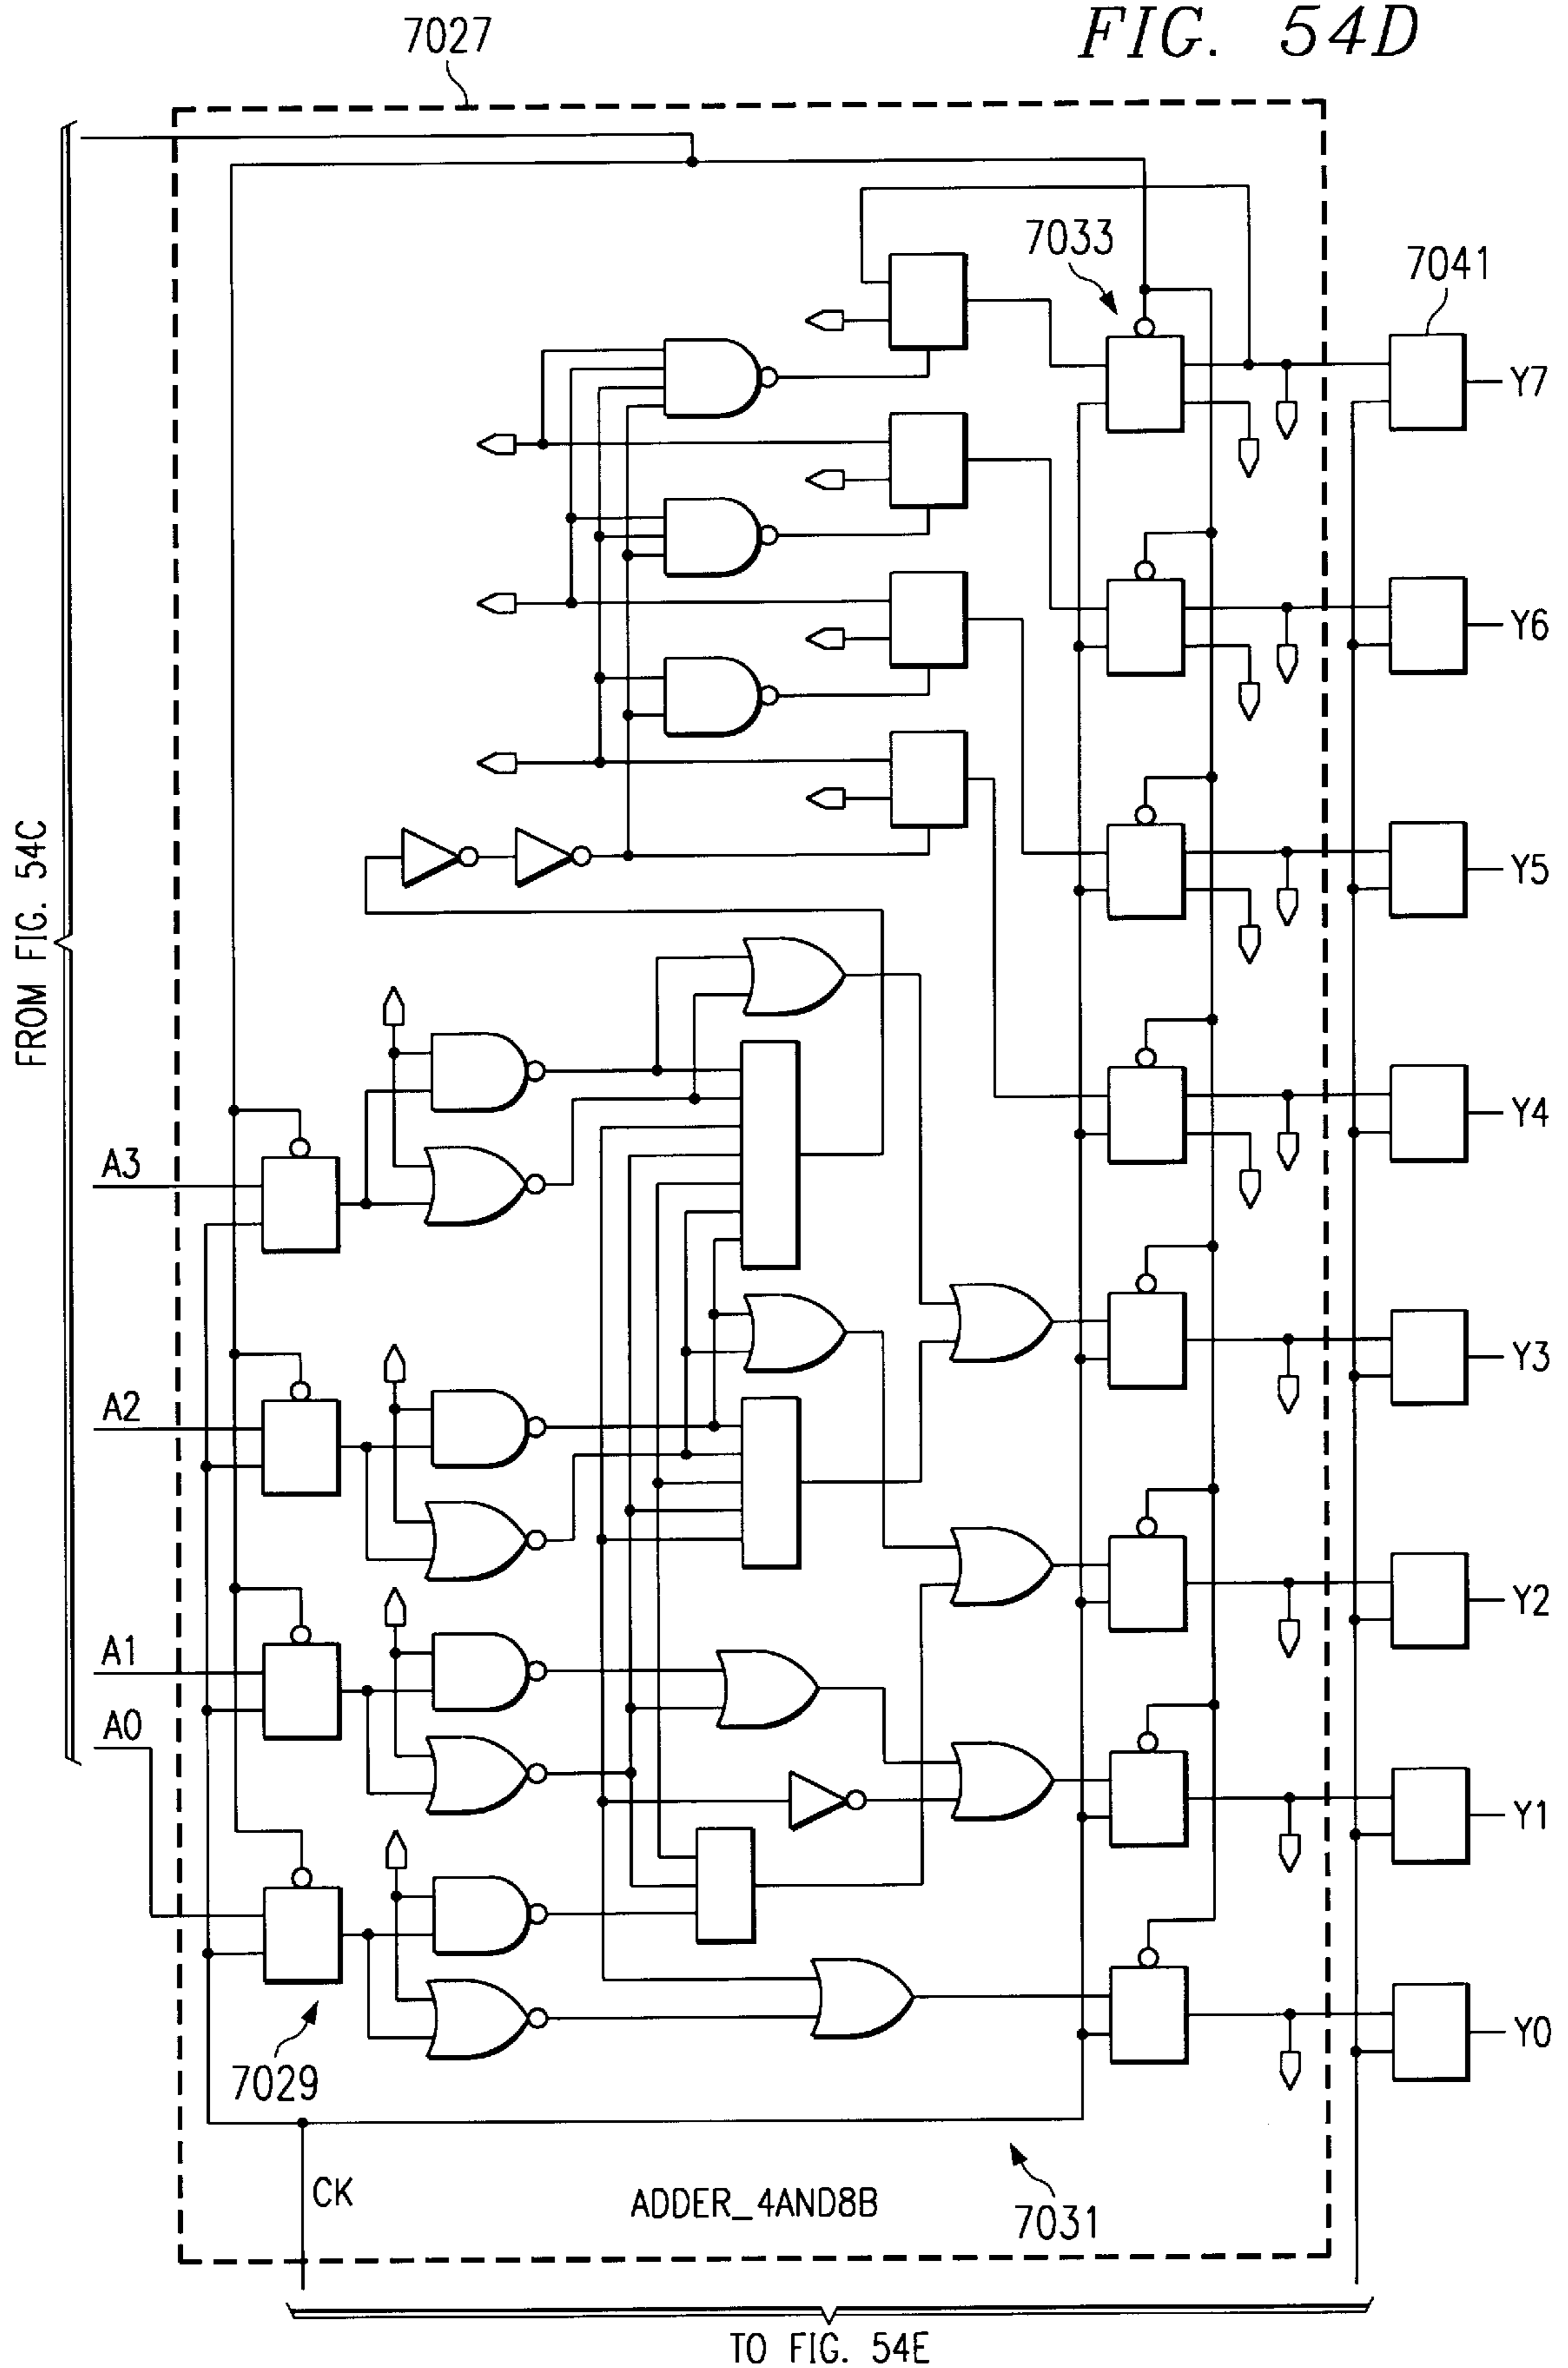 FIG. 54D
7027
7033
7041
Y7
Y6
Y5
FROM FIG. 54C
Y4
A3
Y3
A2
Y2
A1
A0
Y1
Y0
7029
CK
ADDER_4AND8B
7031
TO FIG. 54E